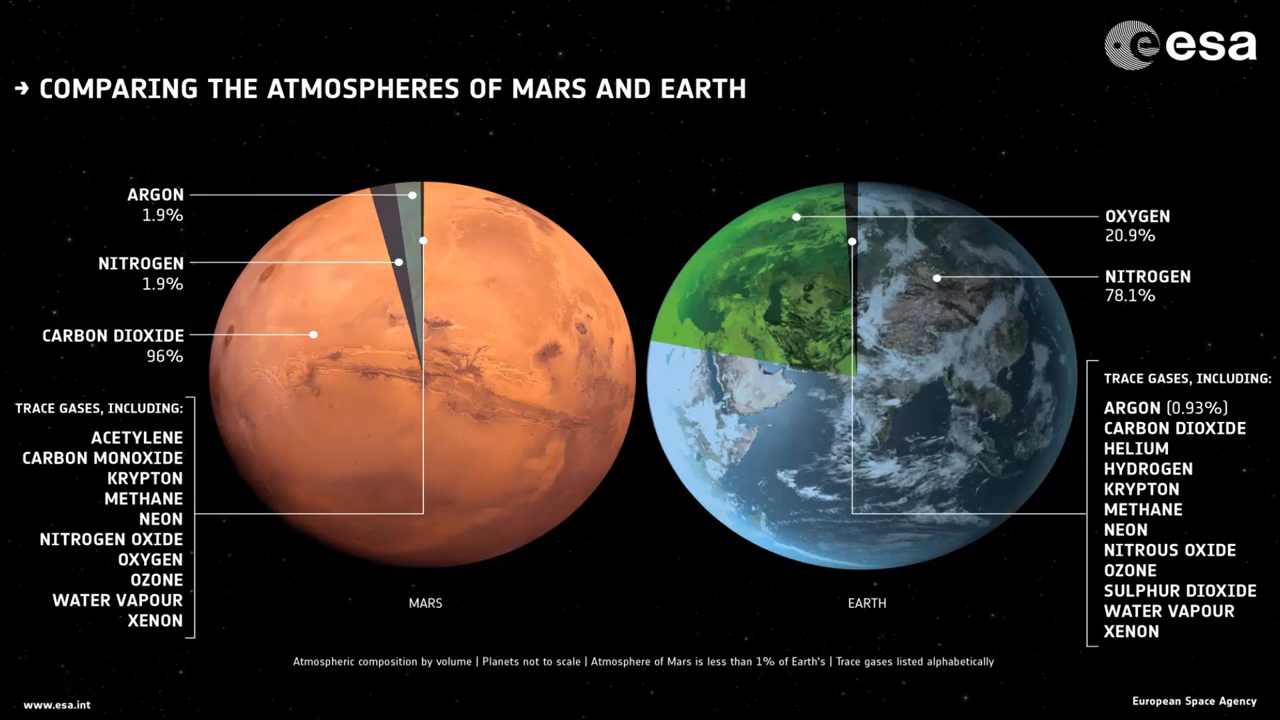 esa
→ COMPARING THE ATMOSPHERES OF MARS AND EARTH
ARGON
1.9%
NITROGEN
1.9%
CARBON DIOXIDE
96%
TRACE GASES, INCLUDING:
ACETYLENE
CARBON MONOXIDE
KRYPTON
METHANE
NEON
NITROGEN OXIDE
OXYGEN
OZONE
WATER VAPOUR
XENON
MARS
OXYGEN
20.9%
NITROGEN
78.1%
TRACE GASES, INCLUDING:
ARGON (0.93%)
CARBON DIOXIDE
HELIUM
HYDROGEN
KRYPTON
METHANE
NEON
NITROUS OXIDE
OZONE
SULPHUR DIOXIDE
WATER VAPOUR
XENON
EARTH
Atmospheric composition by volume | Planets not to scale | Atmosphere of Mars is less than 1% of Earth's | Trace gases listed alphabetically
www.esa.int
European Space Agency